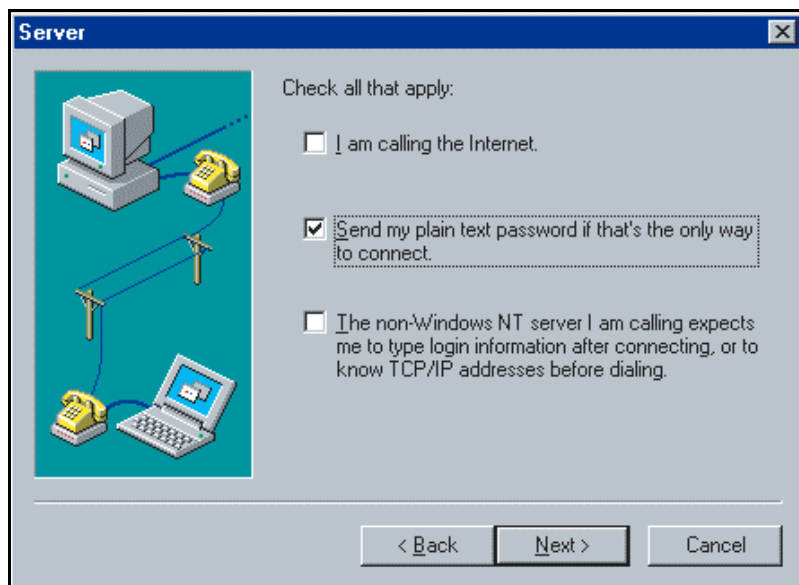 Server
Check all that apply:
I am calling the Internet.
Send my plain text password if that's the only way
to connect.
The non-Windows NT server I am calling expects
me to type login information after connecting, or to
know TCP/IP addresses before dialing.
< Back
Next >
Cancel